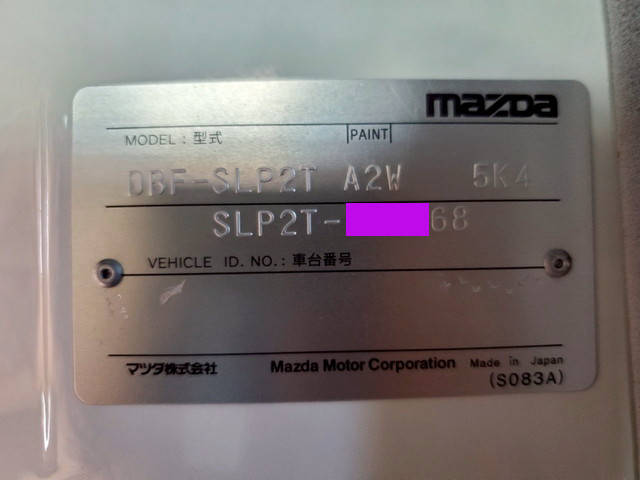 mazda
MODEL : 型式 PAINT
DBF-SLP2T A2W 5K4
SLP2T- 68
VEHICLE ID. NO. : 車台番号
マツダ株式会社 Mazda Motor Corporation Made in Japan
(S083A)